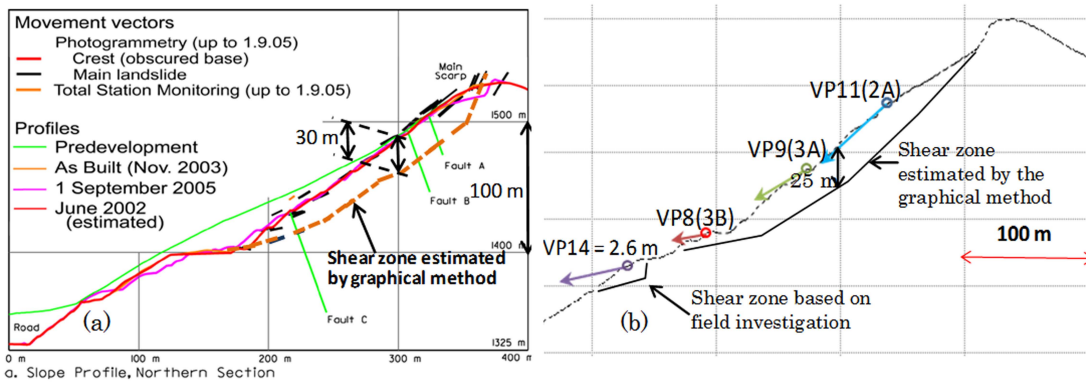 Movement vectors
Photogrammetry (up to 1.9.05)
Crest (obscured base)
Main landslide
Total Station Monitoring (up to 1.9.05)
Profiles
Predevelopment
As Built (Nov. 2003)
1 September 2005
June 2002
(estimated)
Main
Scarp
1500 m
30 m
Fault A
Fault B
100 m
1400 m
Shear zone estimated
by graphical method
(a)
Fault C
Road
1325 m
0 m
100 m
200 m
300 m
400 m
a. Slope Profile, Northern Section
(b)
VP11(2A)
VP9(3A)
25 m
Shear zone
estimated by the
graphical method
VP8(3B)
100 m
VP14 = 2.6 m
Shear zone based on
field investigation